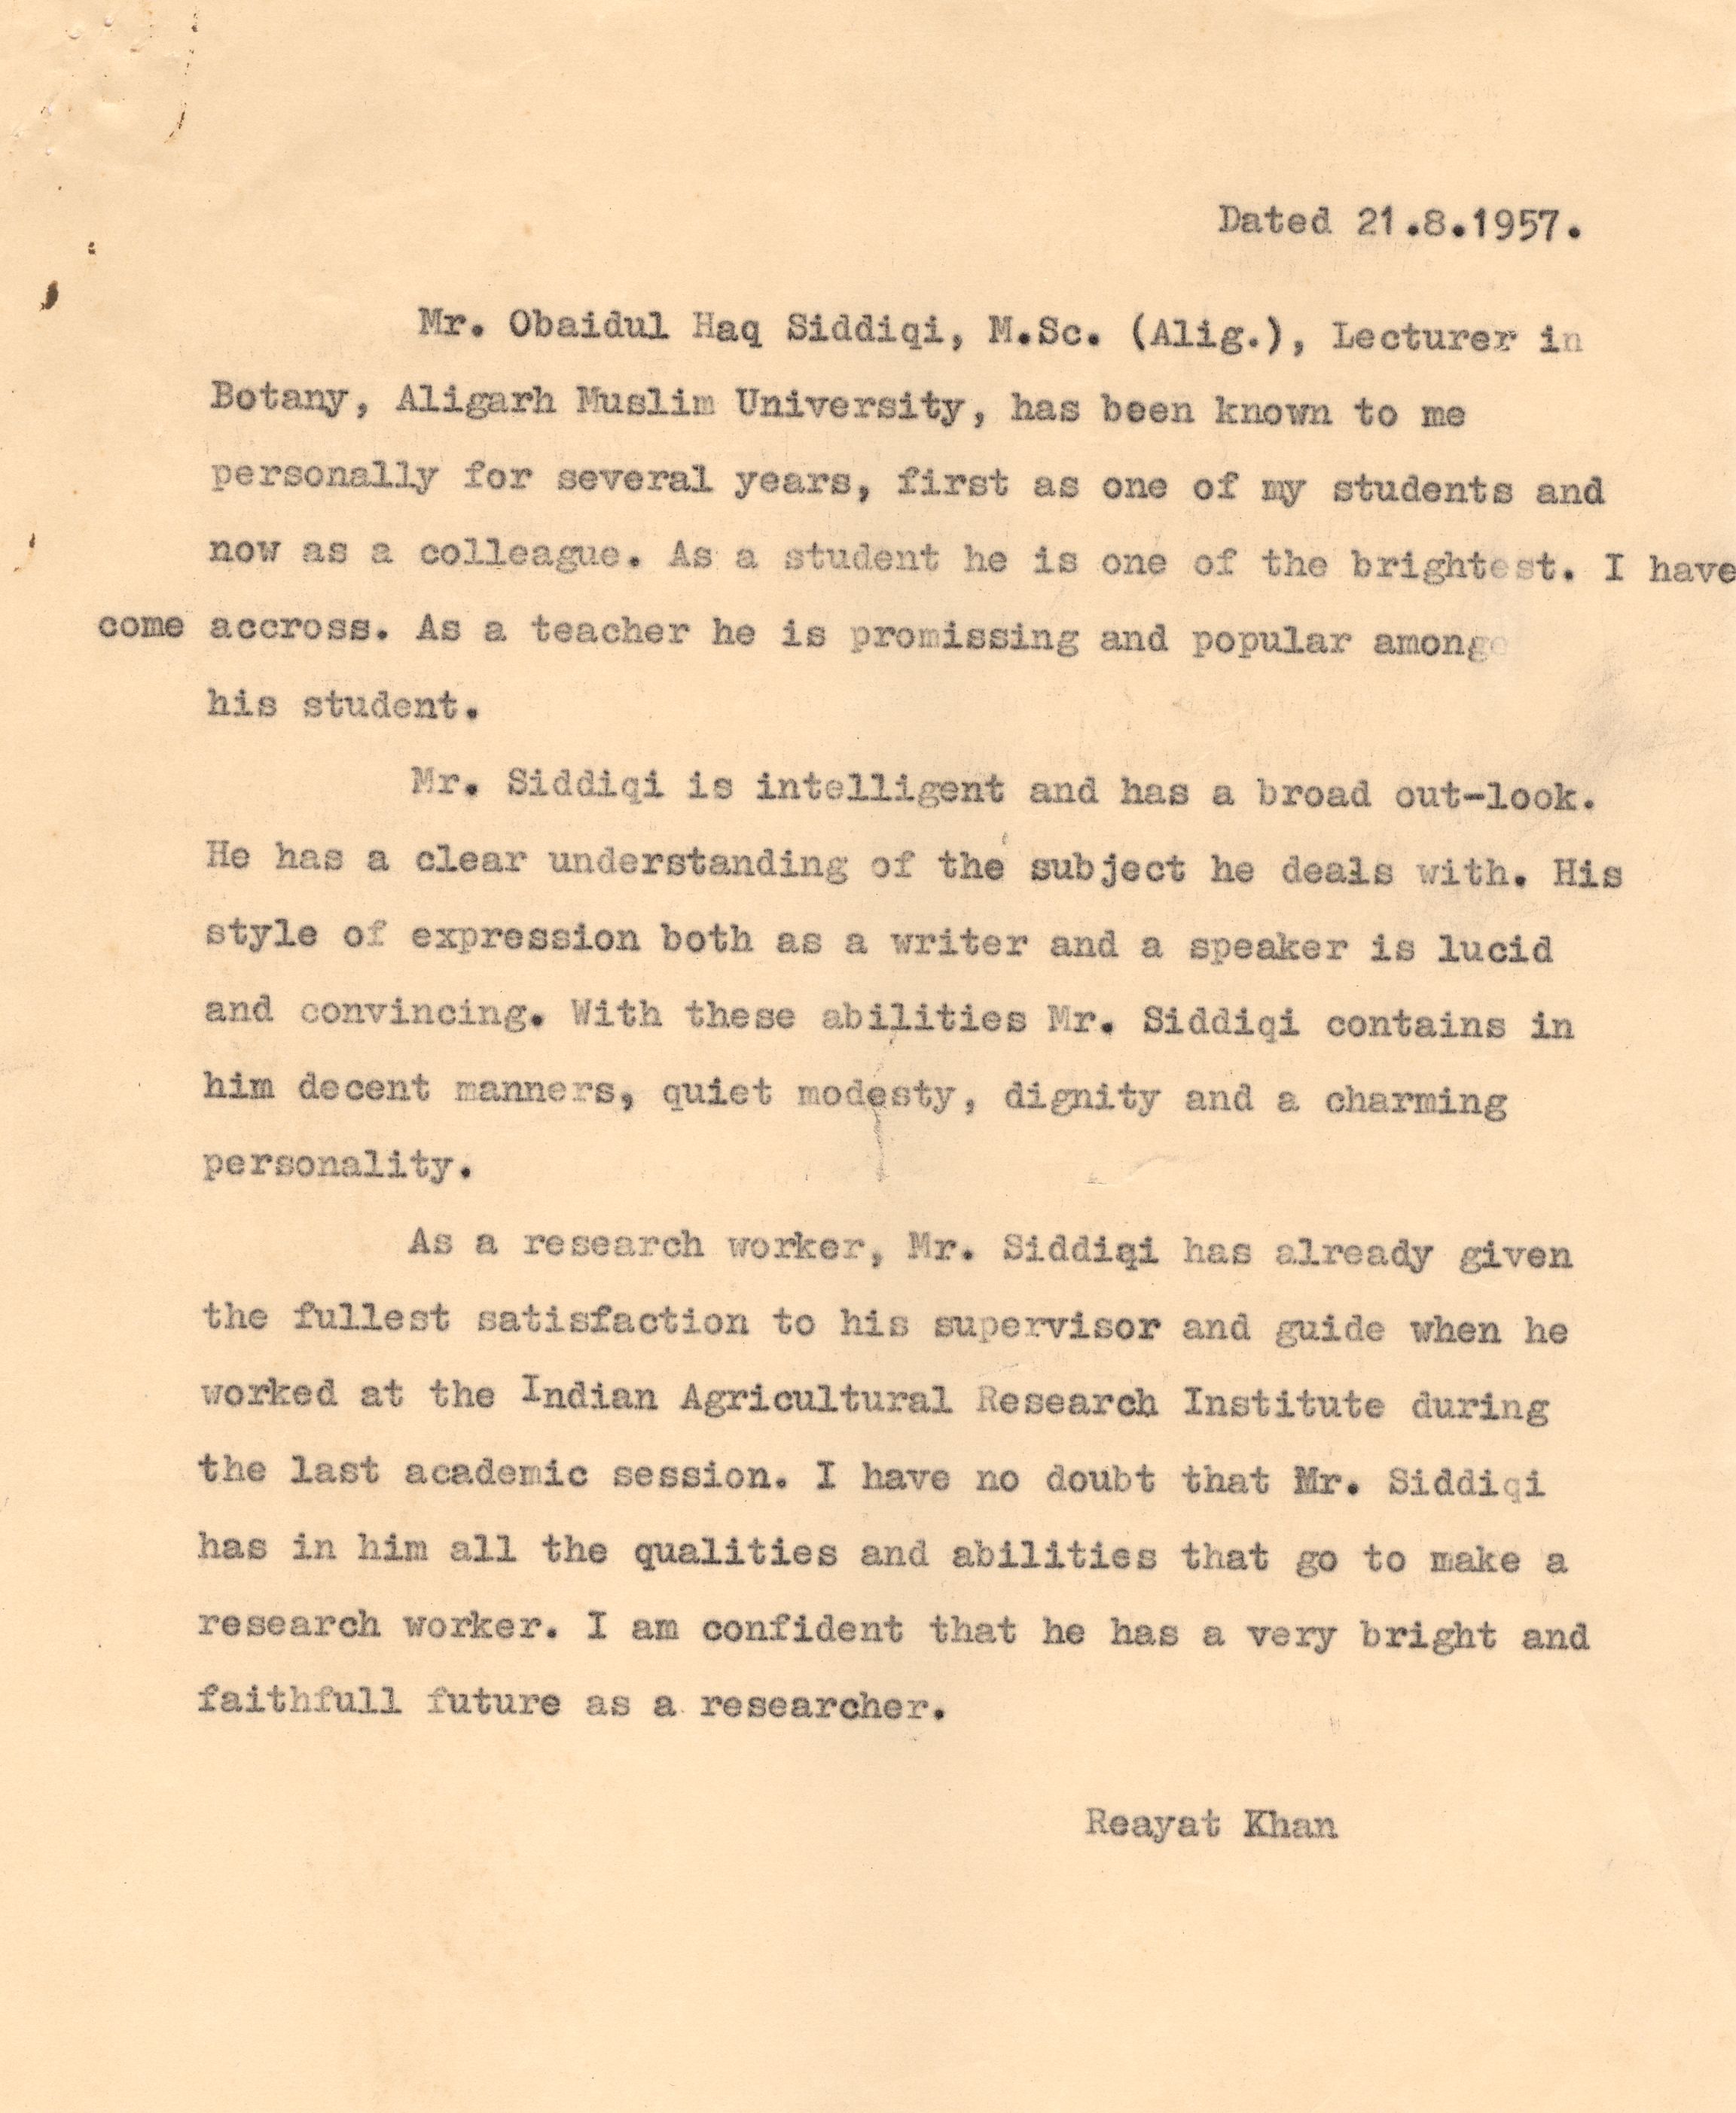 Dated 21.8.1957.
Mr. Obaidul Haq Siddiqi, M.Sc. (Alig.), Lecturer in
Botany, Aligarh Muslim University, has been known to me
personally for several years, first as one of my students and
now as a colleague. As a student he is one of the brightest. I have
come accross. As a teacher he is promissing and popular among
his student.
Mr. Siddiqi is intelligent and has a broad out-look.
He has a clear understanding of the subject he deals with. His
style of expression both as a writer and a speaker is lucid
and convincing. With these abilities Mr. Siddiqi contains in
him decent manners, quiet modesty, dignity and a charming
personality.
As a research worker, Mr. Siddiqi has already given
the fullest satisfaction to his supervisor and guide when he
worked at the Indian Agricultural Research Institute during
the last academic session. I have no doubt that Mr. Siddiqi
has in him all the qualities and abilities that go to make a
research worker. I am confident that he has a very bright and
faithfull future as a researcher.
Reayat Khan